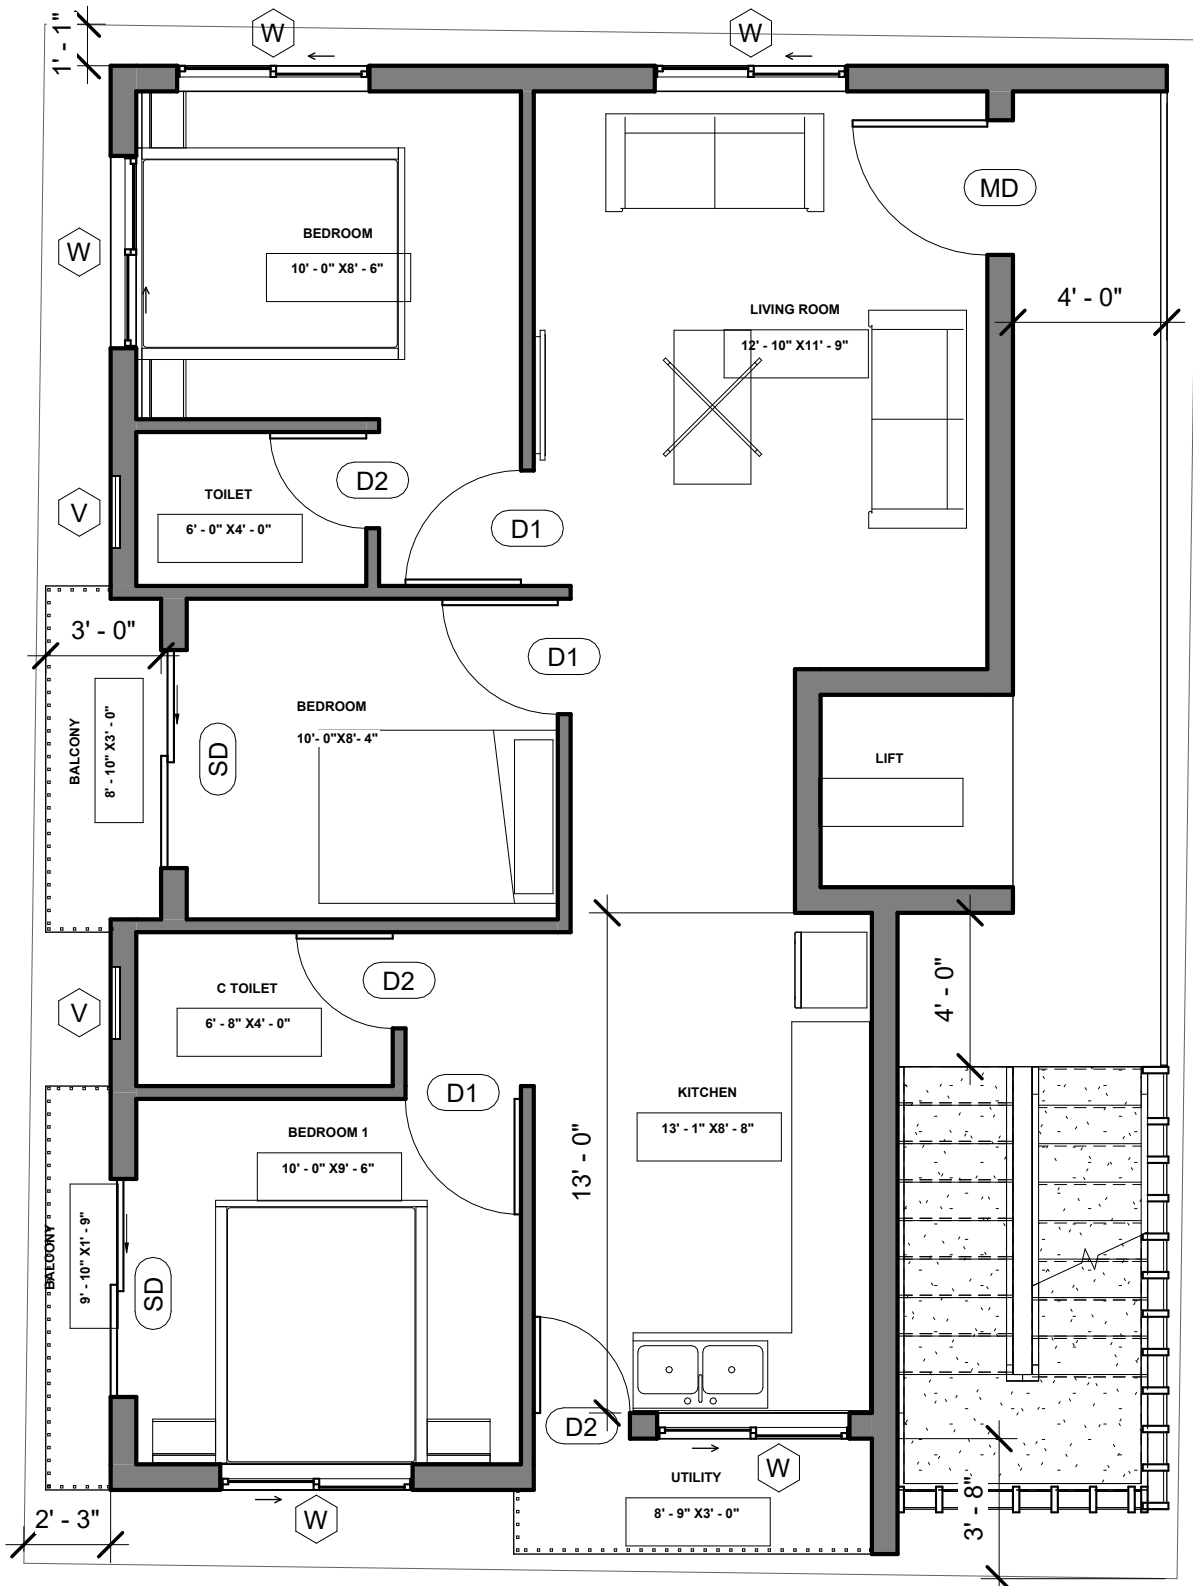 1' - 1"
W
W
MD
BEDROOM
10' - 0" X8' - 6"
W
4' - 0"
LIVING ROOM
12' - 10" X11' - 9"
D2
TOILET
6' - 0" X4' - 0"
V
D1
3' - 0"
D1
BEDROOM
10'- 0"X8'- 4"
BALCONY
8' - 10" X3' - 0"
SD
LIFT
D2
C TOILET
6' - 8" X4' - 0"
V
4' - 0"
D1
KITCHEN
13' - 1" X8' - 8"
BEDROOM 1
10' - 0" X9' - 6"
13' - 0"
BALCONY
9' - 10" X1' - 9"
SD
D2
W
UTILITY
8' - 9" X3' - 0"
W
2' - 3"
3' - 8"